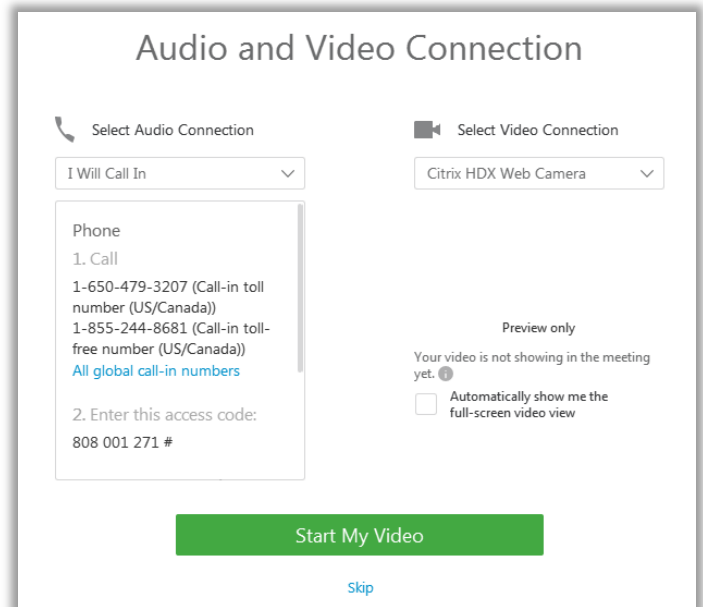 Audio and Video Connection
Select Audio Connection
I Will Call In
Phone
1. Call
1-650-479-3207 (Call-in toll
number (US/Canada))
1-855-244-8681 (Call-in toll-
free number (US/Canada))
All global call-in numbers
2. Enter this access code:
808 001 271 #
Select Video Connection
Citrix HDX Web Camera
Preview only
Your video is not showing in the meeting
yet.
Automatically show me the
full-screen video view
Start My Video
Skip